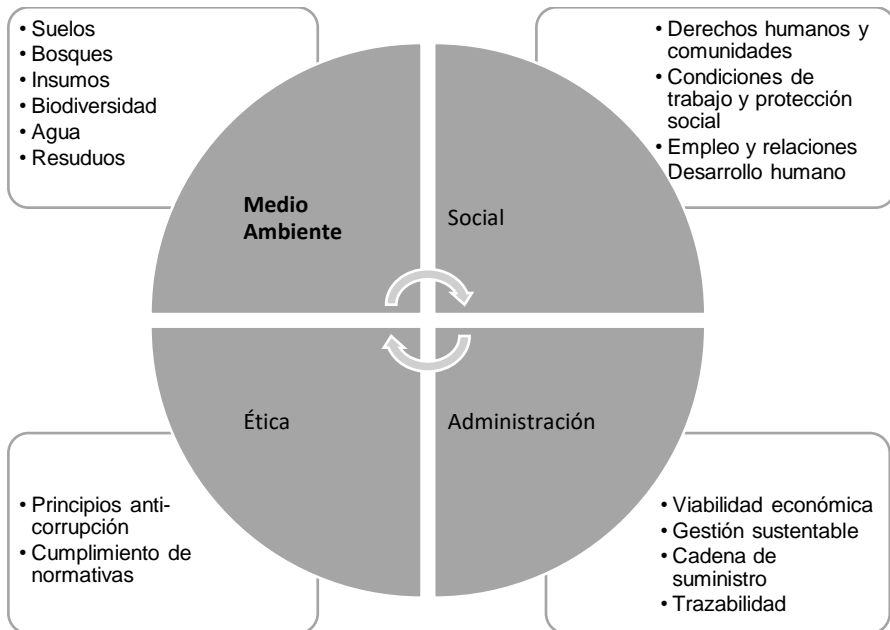 • Suelos
• Bosques
• Insumos
• Biodiversidad
• Agua
• Resuduos
• Derechos humanos y
comunidades
• Condiciones de
trabajo y protección
social
• Empleo y relaciones
Desarrollo humano
Medio
Ambiente
Social
Ética
Administración
• Principios anti-
corrupción
• Cumplimiento de
normativas
• Viabilidad económica
• Gestión sustentable
• Cadena de
suministro
• Trazabilidad